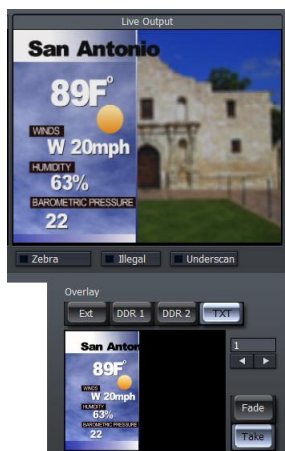 Live Output
San Antonio
89F°
WINDS
W 20mph
HUMIDITY
63%
BAROMETRIC PRESSURE
22
Zebra Illegal Underscan
Overlay
Ext DDR 1 DDR 2 TXT
1
San Anton
89F°
WINDS
W 20mph
HUMIDITY
63%
BAROMETRIC PRESSURE
22
Fade
Take